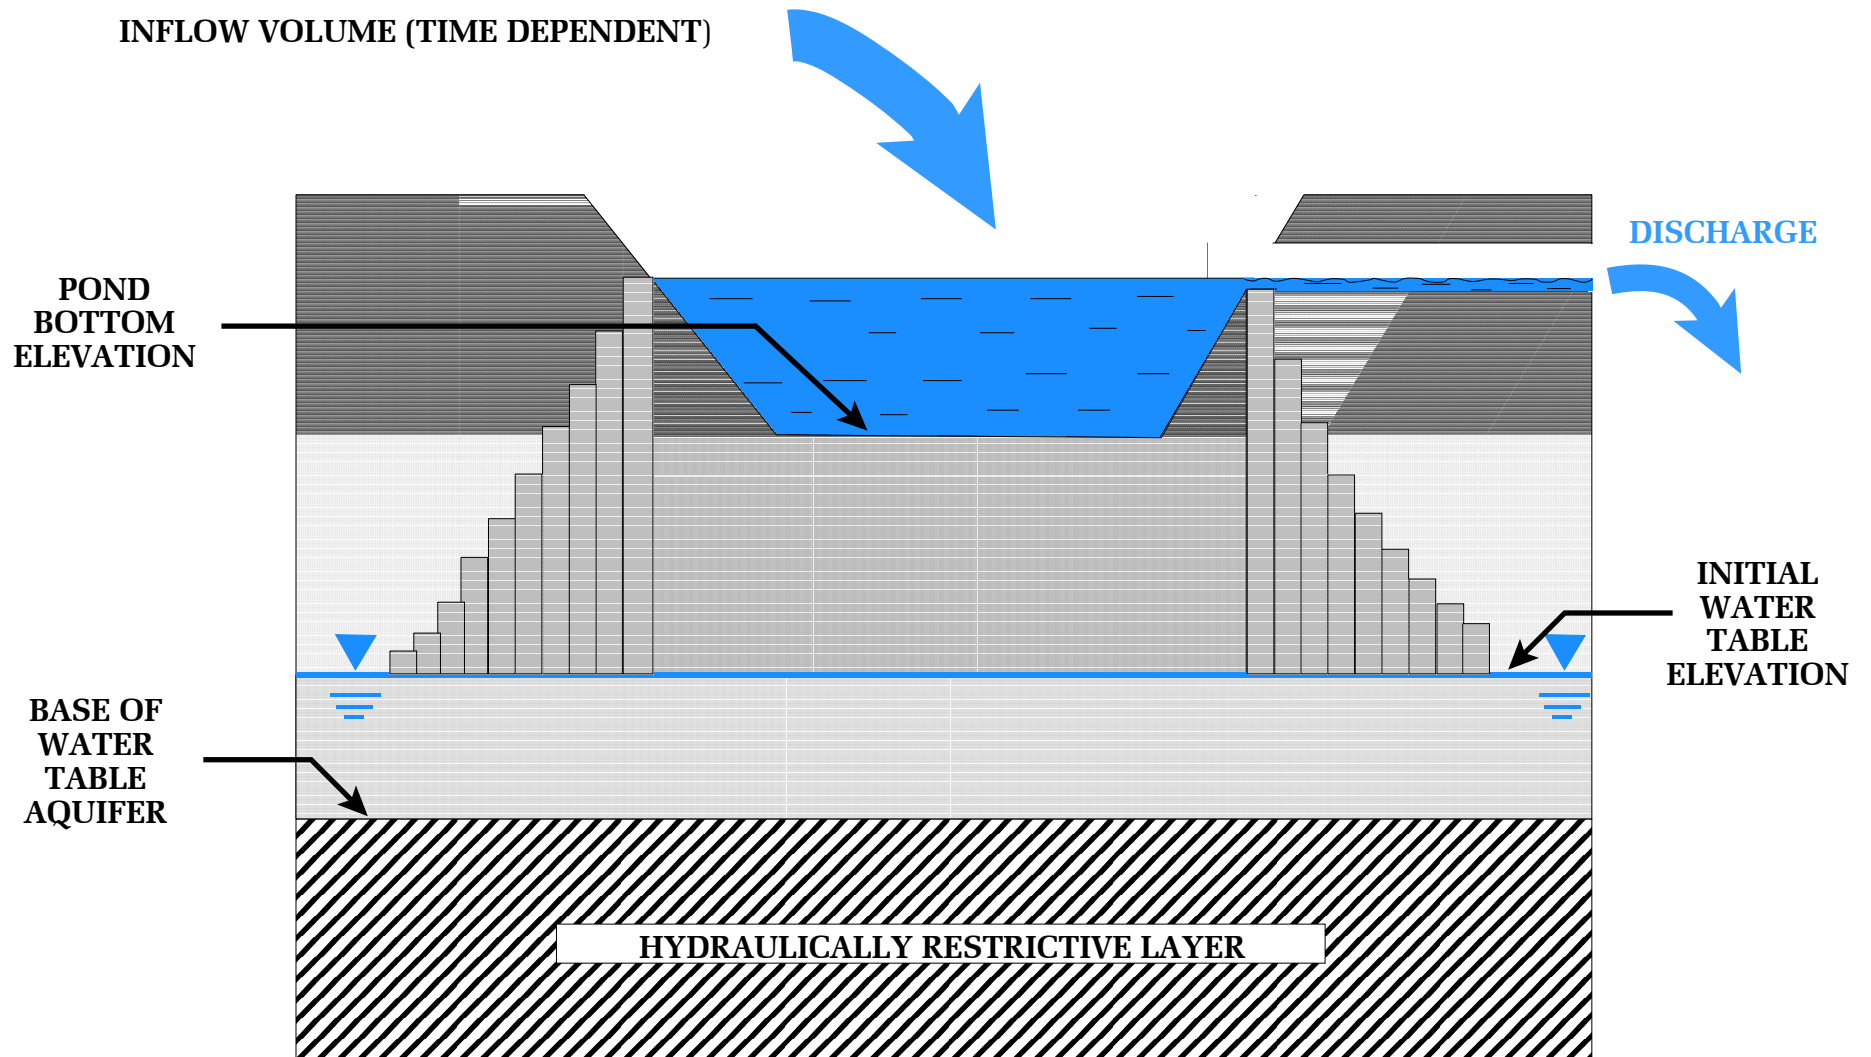 INFLOW VOLUME (TIME DEPENDENT)
DISCHARGE
POND
BOTTOM
ELEVATION
INITIAL
WATER
TABLE
ELEVATION
BASE OF
WATER
TABLE
AQUIFER
HYDRAULICALLY RESTRICTIVE LAYER